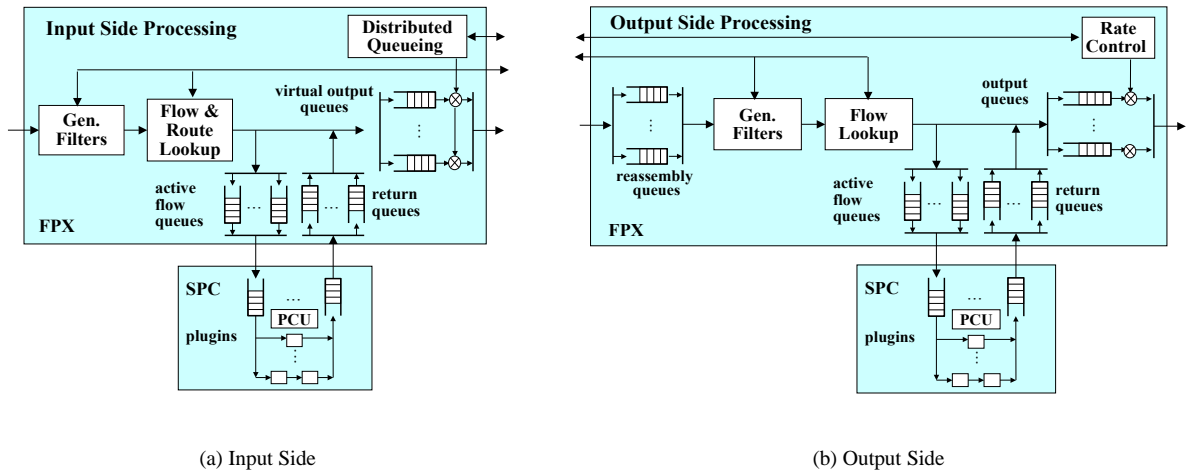 Input Side Processing
Distributed
Queueing
Gen.
Filters
Flow &
Route
Lookup
virtual output
queues
...
...
active
flow
queues
...
...
return
queues
FPX
SPC
...
PCU
plugins
...
(a) Input Side
Output Side Processing
Rate
Control
...
reassembly
queues
Gen.
Filters
Flow
Lookup
output
queues
...
active
flow
queues
...
...
return
queues
FPX
SPC
...
PCU
plugins
...
(b) Output Side